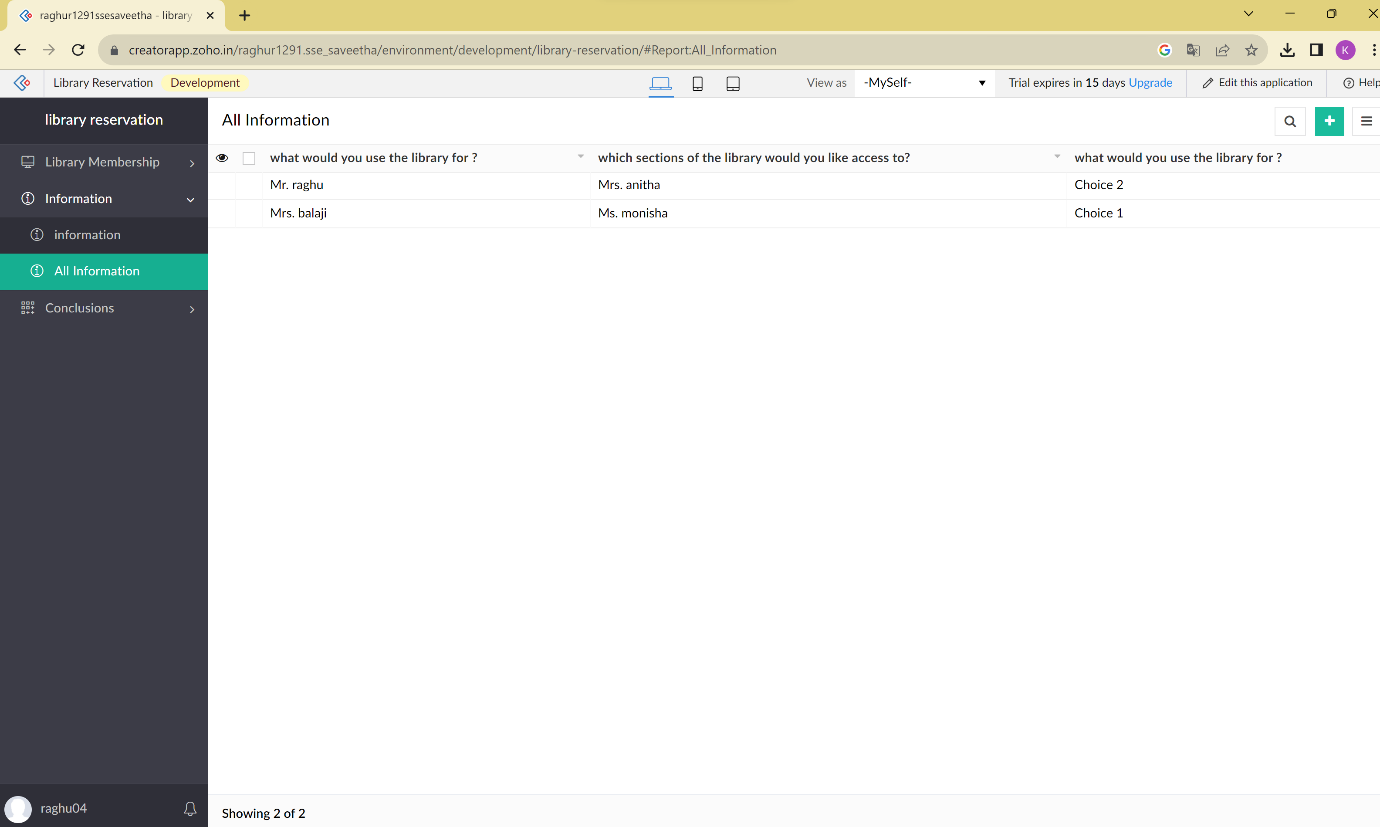 raghur1291ssesaveetha - library
creatorapp.zoho.in/raghur1291.sse_saveetha/environment/development/library-reservation/#Report:All_Information
K
Library Reservation Development View as -MySelf- Trial expires in 15 days Upgrade Edit this application Help
library reservation
All Information
Library Membership
Information
information
All Information
Conclusions
what would you use the library for ? which sections of the library would you like access to? what would you use the library for ?
Mr. raghu Mrs. anitha Choice 2
Mrs. balaji Ms. monisha Choice 1
raghu04
Showing 2 of 2